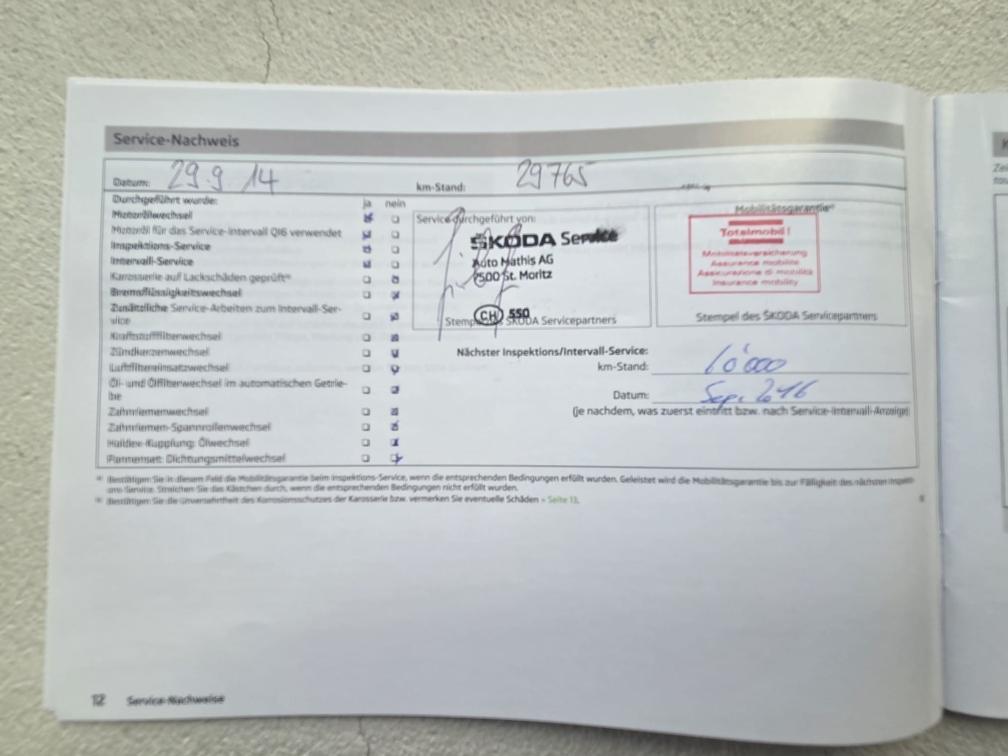 Service-Nachweis
Datum: 29.9.14
km-Stand: 29765
Durchgeführt wurde: ja nein
Motorölwechsel
Motoröl für das Service-Intervall QI6 verwendet
Inspektions-Service
Intervall-Service
Karosserie auf Lackschäden geprüft
Bremsflüssigkeitswechsel
Zusätzliche Service-Arbeiten zum Intervall-Ser-
vice
Kraftstofffilterwechsel
Zündkerzenwechsel
Luftfiltereinsatzwechsel
Öl- und Ölfilterwechsel im automatischen Getrie-
be
Zahnriemenwechsel
Zahnriemen-Spannrollenwechsel
Haldex-Kupplung: Ölwechsel
Pannenset: Dichtungsmittelwechsel
Service durchgeführt von:
ŠKODA Service
Auto Mathis AG
7500 St. Moritz
CH 550
Stempel des ŠKODA Servicepartners
Mobilitätsgarantie
Totalmobil!
Mobilitätsversicherung
Assurance mobilité
Assicurazione di mobilità
Insurance mobility
Stempel des ŠKODA Servicepartners
Nächster Inspektions/Intervall-Service:
km-Stand: 60'000
Datum: Sep. 2016
(je nachdem, was zuerst eintritt bzw. nach Service-Intervall-Anzeige)
Bestätigen Sie in diesem Feld die Mobilitätsgarantie beim Inspektions-Service, wenn die entsprechenden Bedingungen erfüllt wurden. Geleistet wird die Mobilitätsgarantie bis zur Fälligkeit des nächsten Inspekti-
ons-Service. Streichen Sie das Kästchen durch, wenn die entsprechenden Bedingungen nicht erfüllt wurden.
Bestätigen Sie die Unversehrtheit des Korrosionsschutzes der Karosserie bzw. vermerken Sie eventuelle Schäden » Seite 13.
12 Service-Nachweise